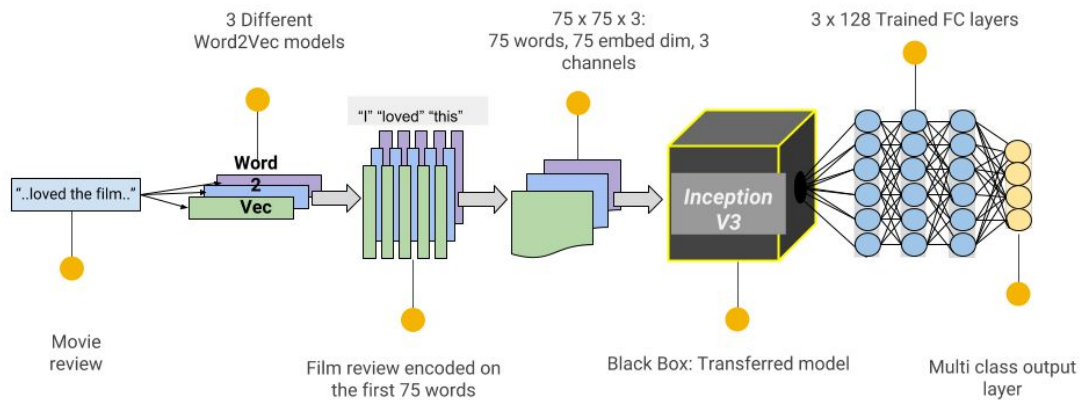 3 Different
Word2Vec models
75 x 75 x 3:
75 words, 75 embed dim, 3
channels
3 x 128 Trained FC layers
“I” “loved” “this”
Word
2
Vec
“..loved the film..”
Inception
V3
Movie
review
Film review encoded on
the first 75 words
Black Box: Transferred model
Multi class output
layer